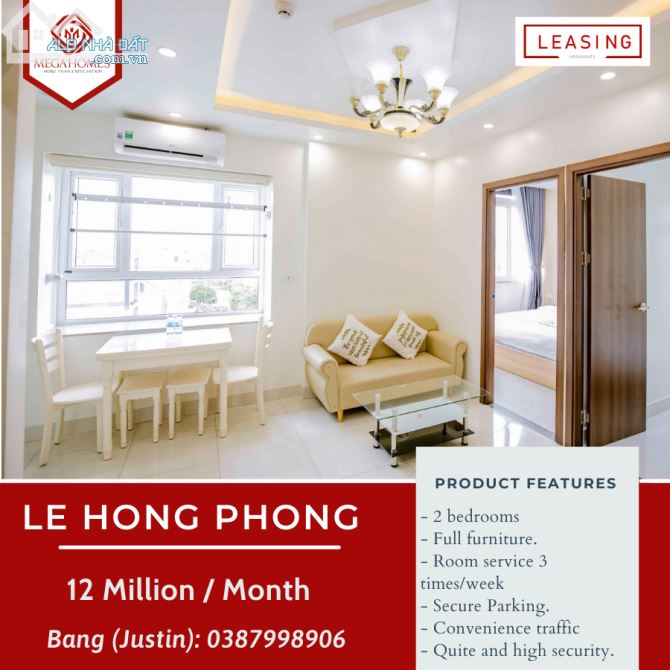 ALO NHÀ ĐẤT
.com.vn
MEGAHOMES
LEASING
MEGAHOMES
LE HONG PHONG
12 Million / Month
Bang (Justin): 0387998906
PRODUCT FEATURES
- 2 bedrooms
- Full furniture.
- Room service 3
times/week
- Secure Parking.
- Convenience traffic
- Quite and high security.